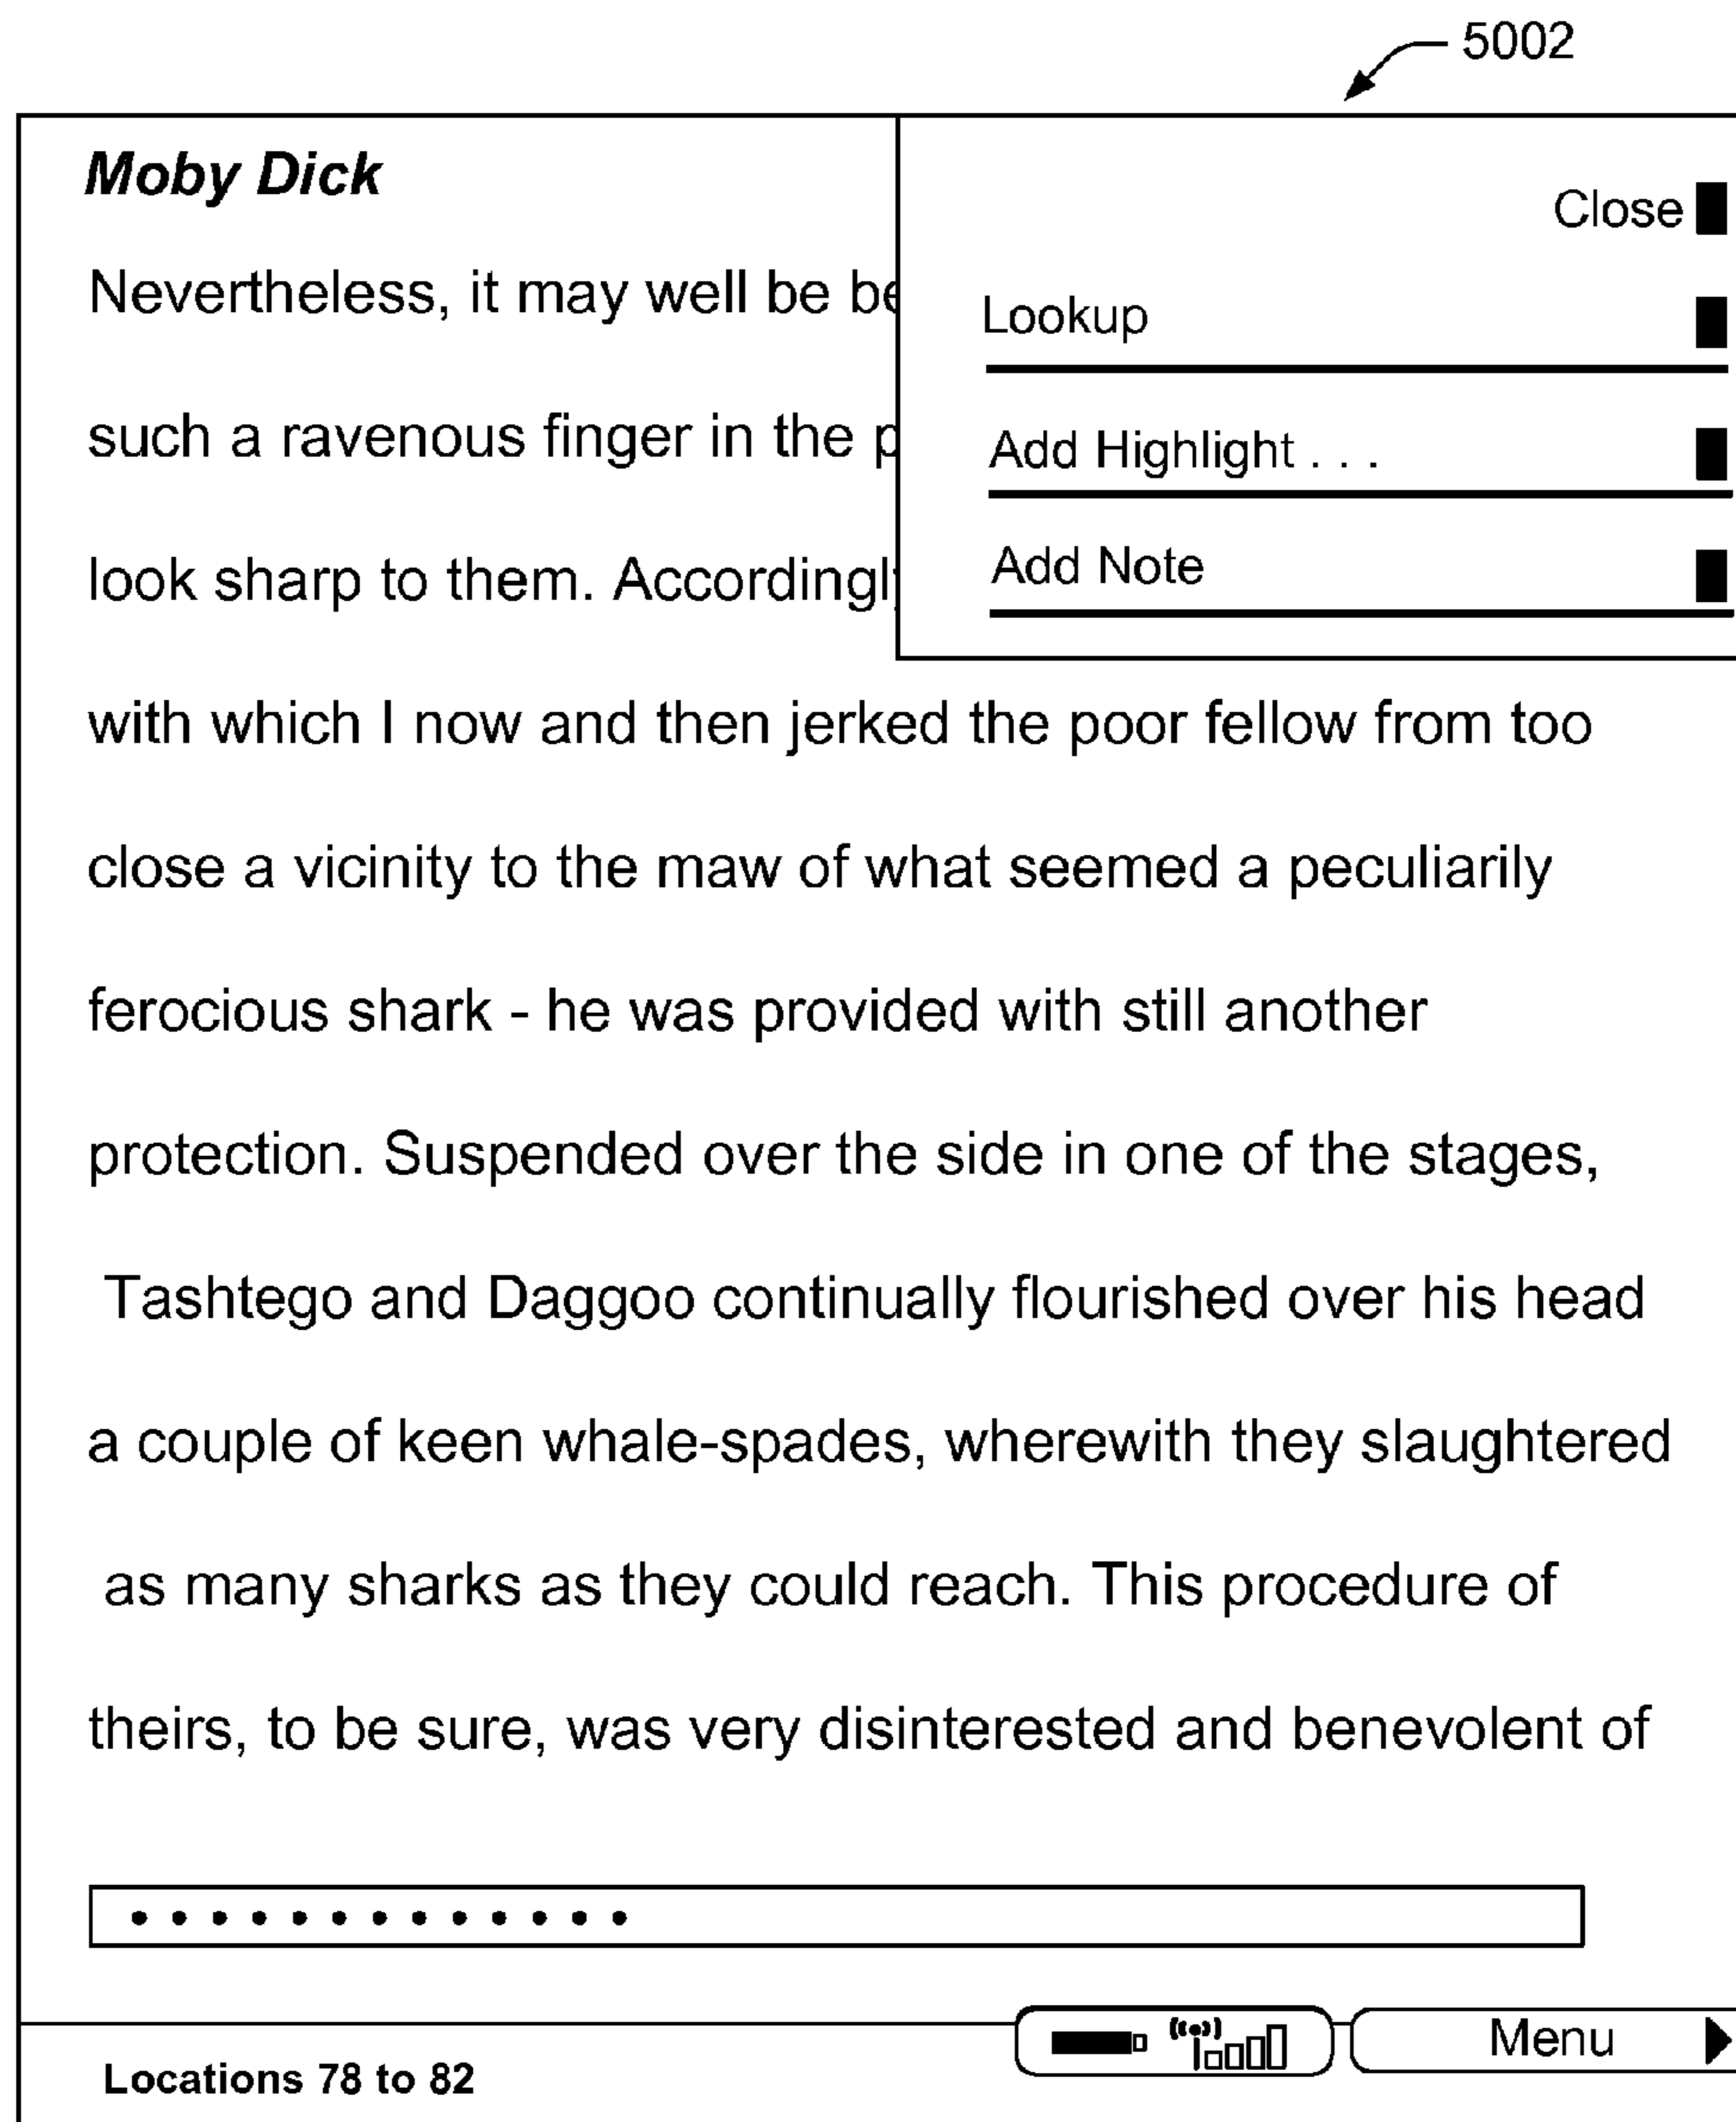 5002
Moby Dick
Close
Nevertheless, it may well be be
Lookup
such a ravenous finger in the p
Add Highlight . . .
look sharp to them. Accordingl
Add Note
with which I now and then jerked the poor fellow from too
close a vicinity to the maw of what seemed a peculiarily
ferocious shark - he was provided with still another
protection. Suspended over the side in one of the stages,
Tashtego and Daggoo continually flourished over his head
a couple of keen whale-spades, wherewith they slaughtered
as many sharks as they could reach. This procedure of
theirs, to be sure, was very disinterested and benevolent of
Menu
Locations 78 to 82